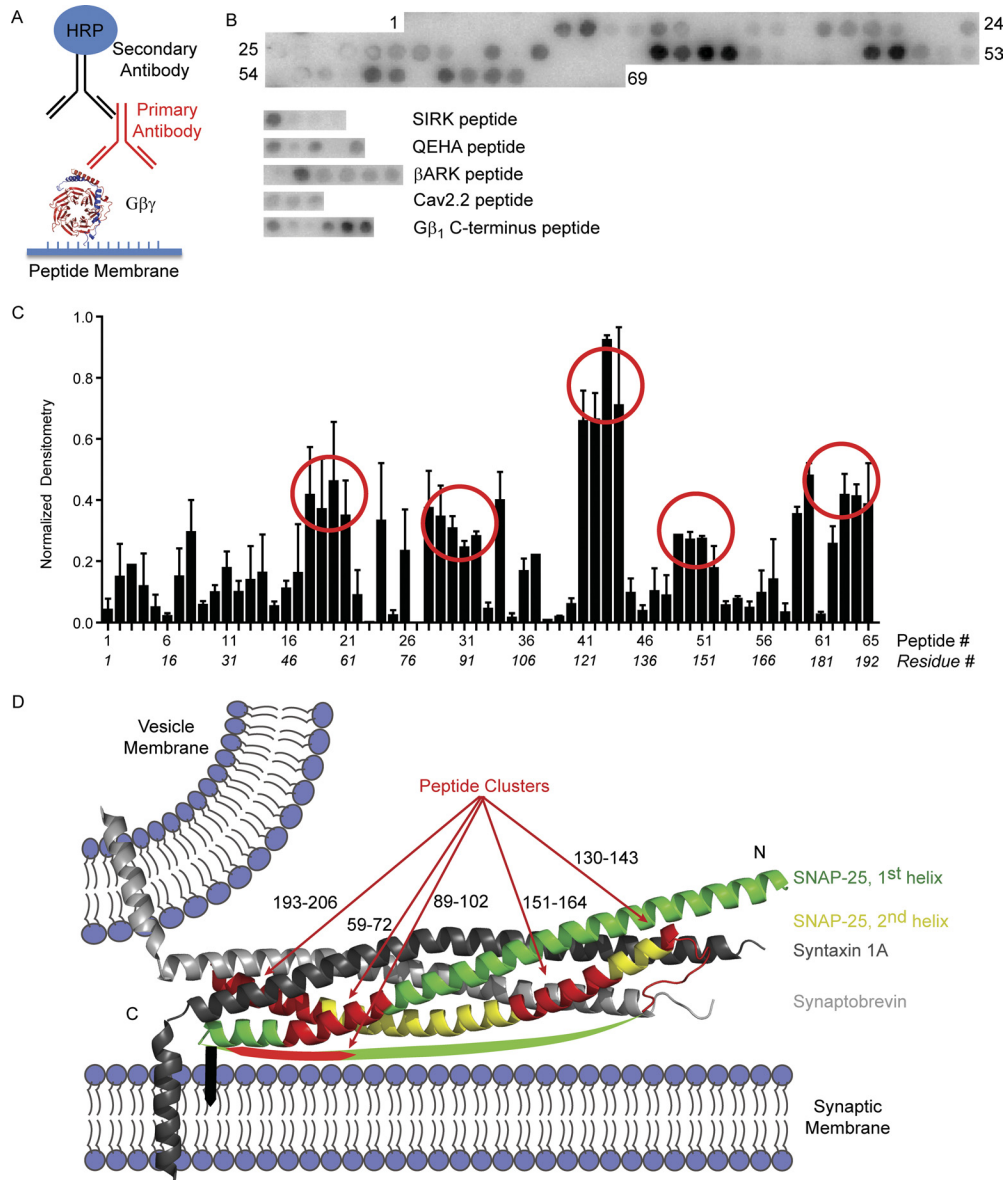 A
HRP
Secondary
Antibody
Primary
Antibody
Gβγ
Peptide Membrane
B
1
24
25
53
54
69
SIRK peptide
QEHA peptide
βARK peptide
Cav2.2 peptide
Gβ1 C-terminus peptide
C
Normalized Densitometry
1.0
0.8
0.6
0.4
0.2
0.0
1 6 11 16 21 26 31 36 41 46 51 56 61 65 Peptide #
1 16 31 46 61 76 91 106 121 136 151 166 181 192 Residue #
D
Vesicle
Membrane
Peptide Clusters
130-143
N
193-206
89-102
151-164
59-72
SNAP-25, 1st helix
SNAP-25, 2nd helix
Syntaxin 1A
Synaptobrevin
C
Synaptic
Membrane